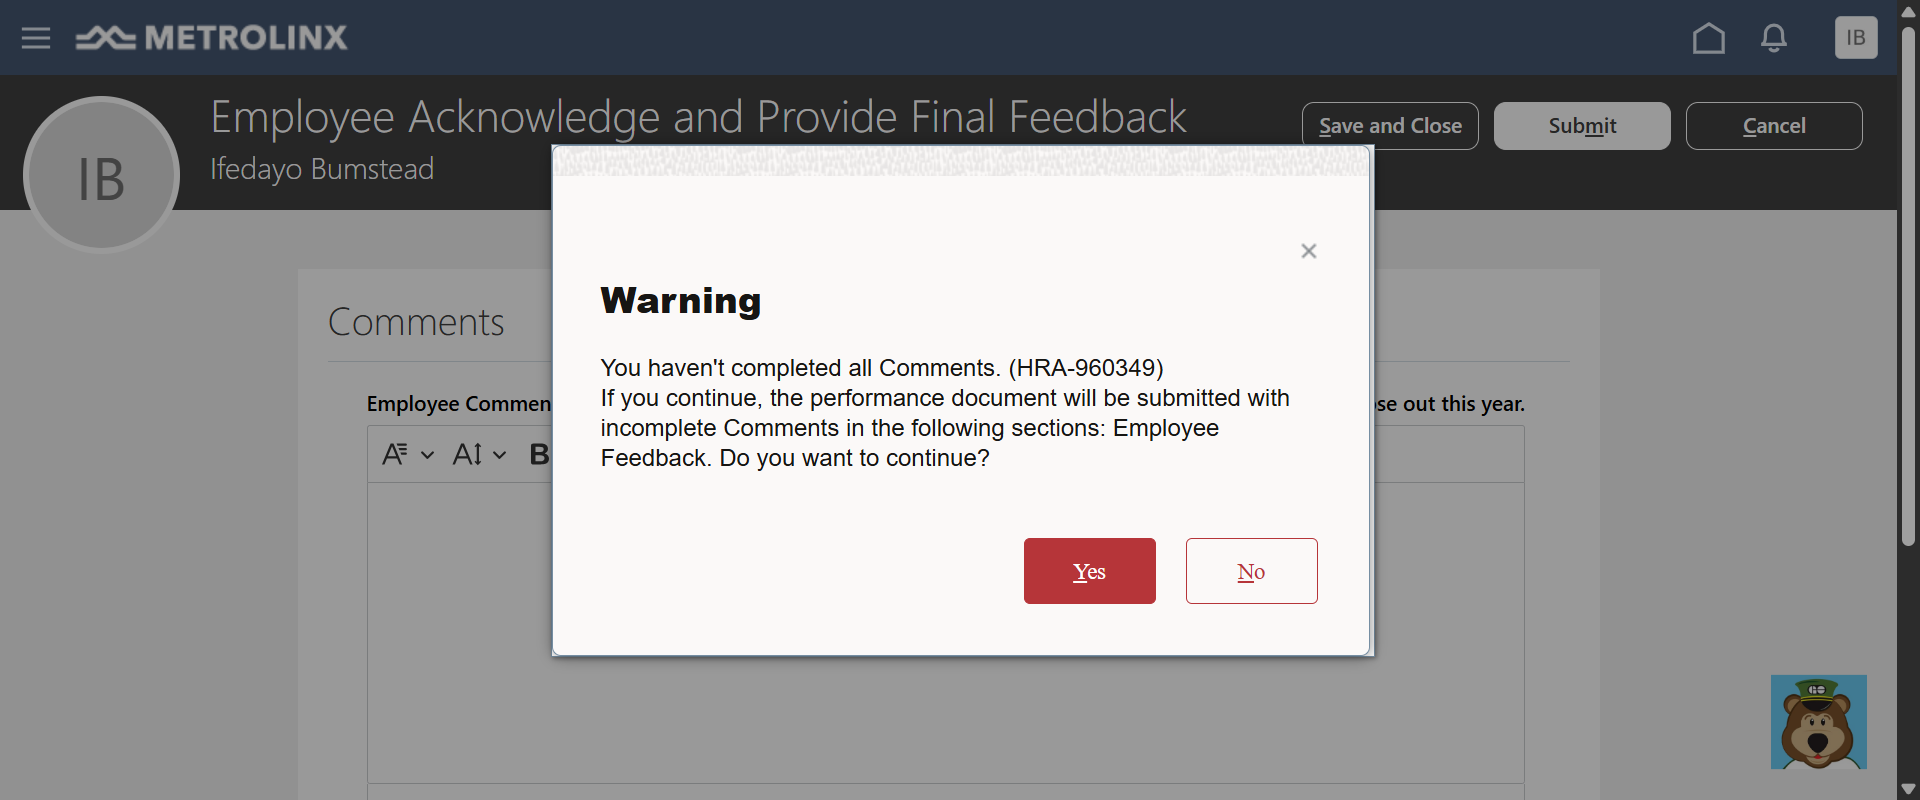 METROLINX
IB
Employee Acknowledge and Provide Final Feedback
Ifedayo Bumstead
IB
Save and Close
Submit
Cancel
Comments
Warning
You haven't completed all Comments. (HRA-960349)
If you continue, the performance document will be submitted with
incomplete Comments in the following sections: Employee
Feedback. Do you want to continue?
Yes
No
Employee
out this year.
B